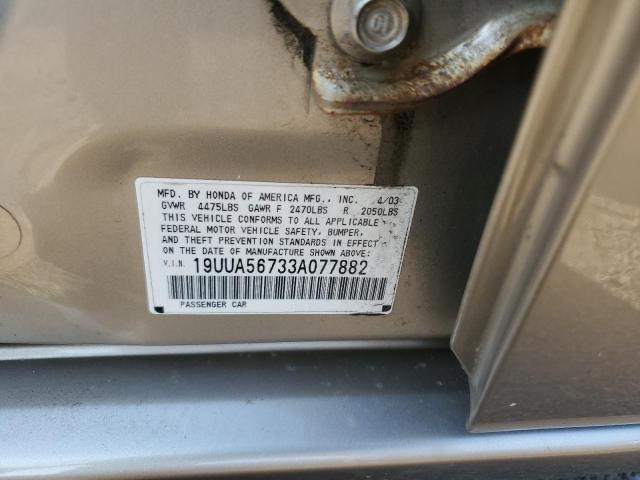 MFD. BY HONDA OF AMERICA MFG., INC. 4/03
GVWR 4475LBS GAWR F 2470LBS R 2050LBS
THIS VEHICLE CONFORMS TO ALL APPLICABLE
FEDERAL MOTOR VEHICLE SAFETY, BUMPER,
AND THEFT PREVENTION STANDARDS IN EFFECT
ON THE DATE OF MANUFACTURE SHOWN ABOVE:
V.I.N. 19UUA56733A077882
PASSENGER CAR